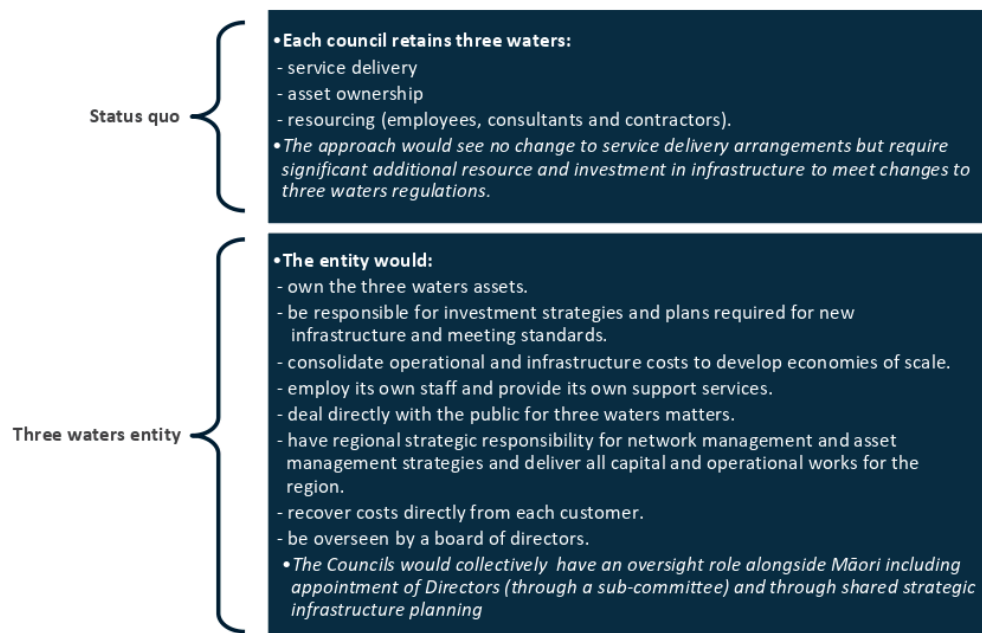 Status quo
•Each council retains three waters:
- service delivery
- asset ownership
- resourcing (employees, consultants and contractors).
•The approach would see no change to service delivery arrangements but require
significant additional resource and investment in infrastructure to meet changes to
three waters regulations.
Three waters entity
•The entity would:
- own the three waters assets.
- be responsible for investment strategies and plans required for new
infrastructure and meeting standards.
- consolidate operational and infrastructure costs to develop economies of scale.
- employ its own staff and provide its own support services.
- deal directly with the public for three waters matters.
- have regional strategic responsibility for network management and asset
management strategies and deliver all capital and operational works for the
region.
- recover costs directly from each customer.
- be overseen by a board of directors.
•The Councils would collectively have an oversight role alongside Māori including
appointment of Directors (through a sub-committee) and through shared strategic
infrastructure planning